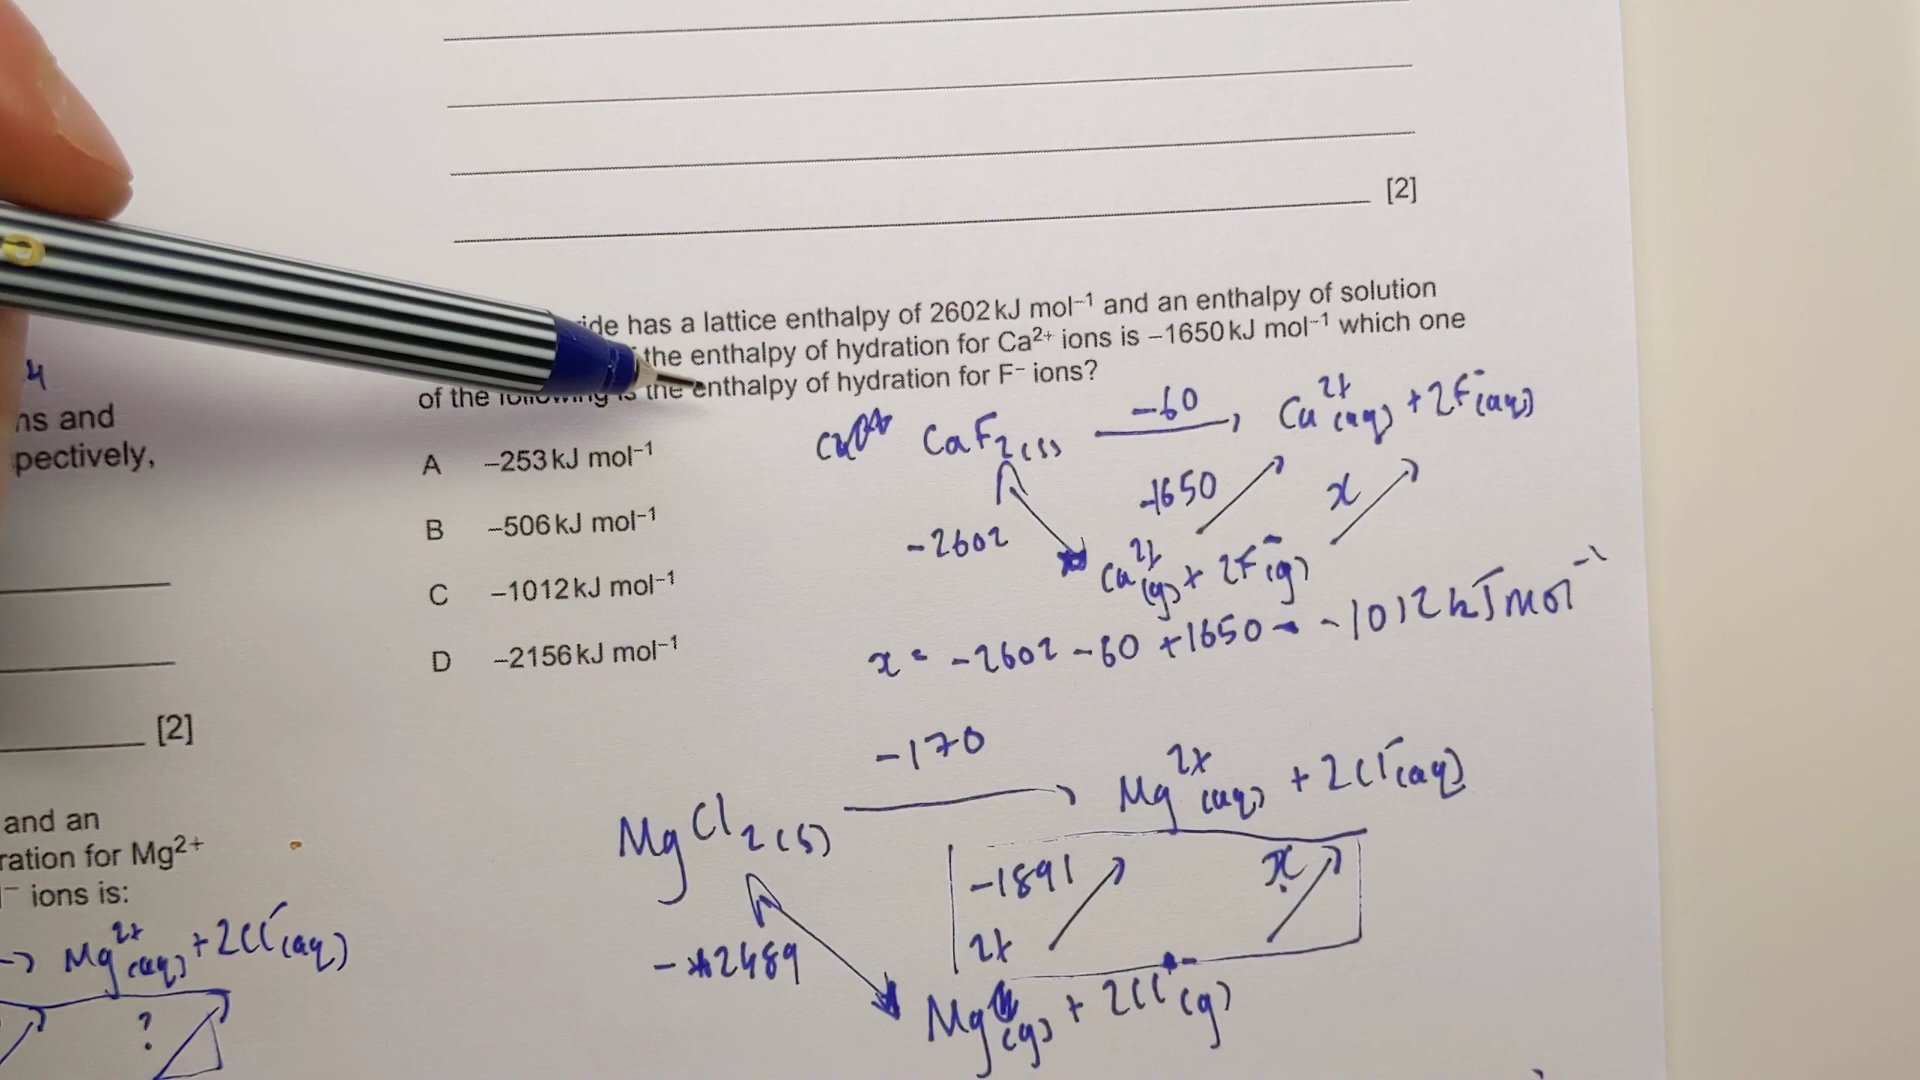 [2]
ide has a lattice enthalpy of 2602 kJ mol⁻¹ and an enthalpy of solution
the enthalpy of hydration for Ca²⁺ ions is –1650 kJ mol⁻¹ which one
of the following is the enthalpy of hydration for F⁻ ions?
CaF₂(s) —-60→ Ca²⁺(aq) + 2F⁻(aq)
A –253 kJ mol⁻¹
-1650
x
B –506 kJ mol⁻¹
-2602
Ca²⁺(g) + 2F⁻(g)
C –1012 kJ mol⁻¹
x = -2602 -60 +1650 = -1012 kJ mol⁻¹
D –2156 kJ mol⁻¹
-170
MgCl₂(s) → Mg²⁺(aq) + 2Cl⁻(aq)
-1891
x
2x
-2489
Mg (g) + 2Cl⁻(g)
4
ns and
pectively,
[2]
and an
ration for Mg²⁺
⁻ ions is:
→ Mg²⁺(aq) + 2Cl⁻(aq)
?